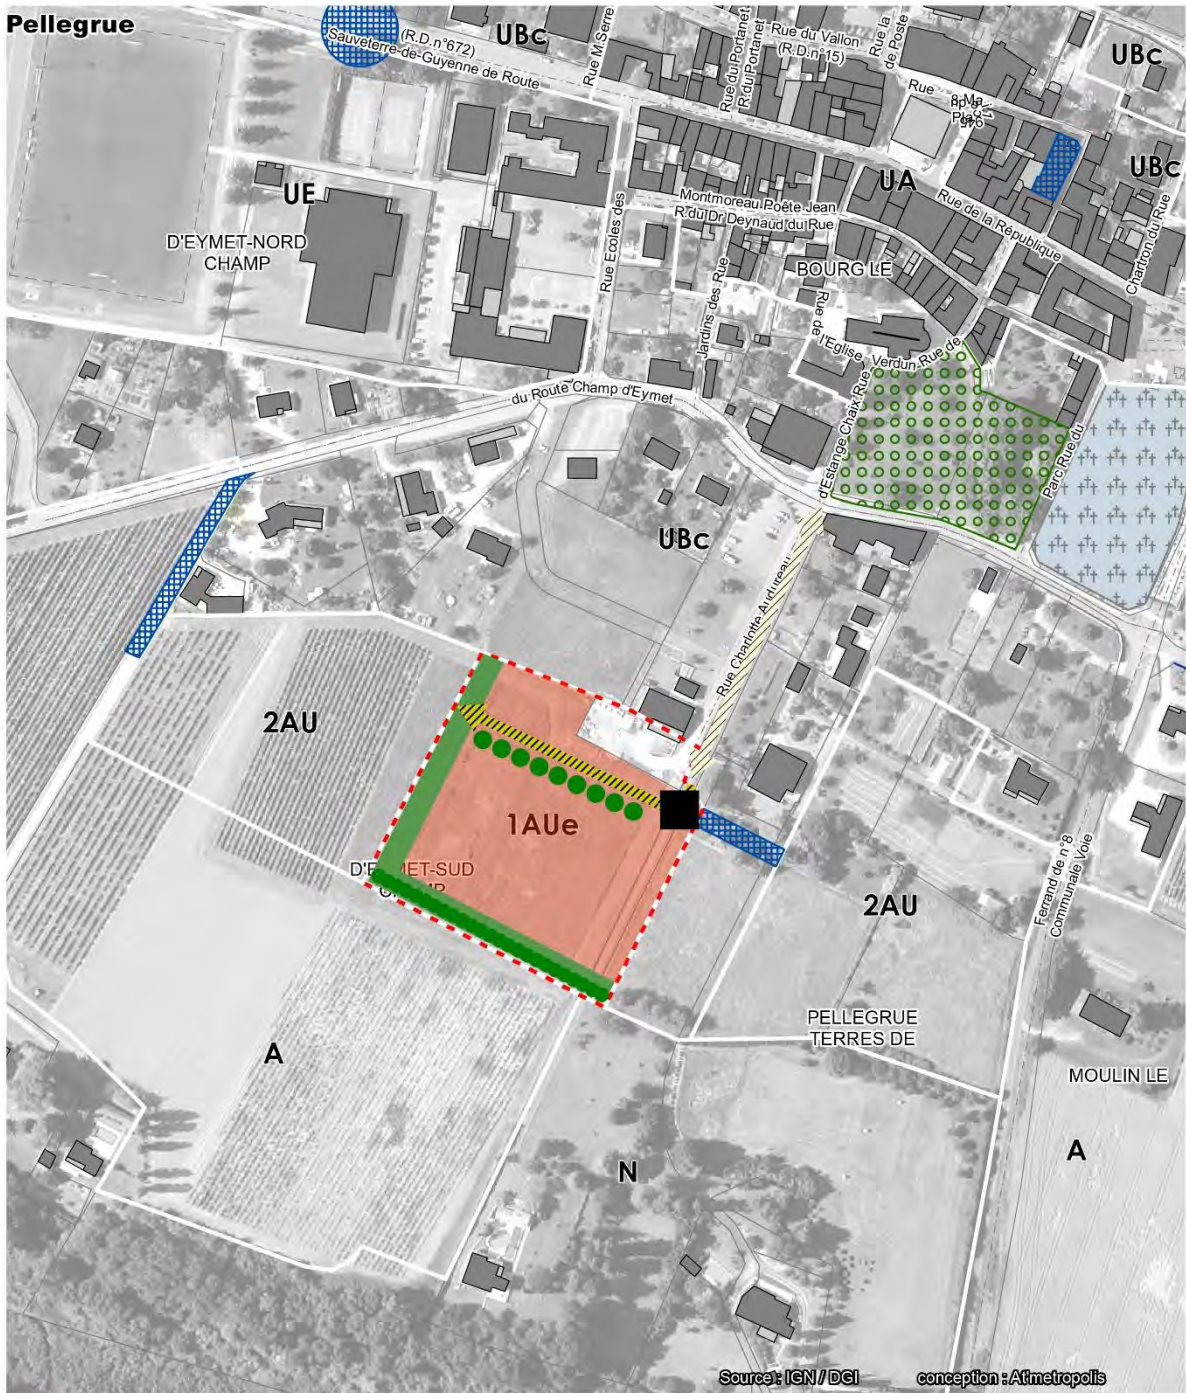 Pellegrue
(R.D.n°672)
Sauveterre-de-Guyenne de Route
UBc
Rue M.Serre
Rue du Portanet
R.du Portanet
Rue du Vallon
(R.D.n°15)
Rue la
de Poste
UBc
Rue
UE
D'EYMET-NORD
CHAMP
Rue Ecoles des
Montmoreau Poête Jean
R.du Dr Deynaud du Rue
UA
Rue de la République
UBc
Chartron du Rue
BOURG LE
Jardins des Rue
Rue de
l'Eglise
Verdun Rue de
du Route Champ d'Eymet
d'Estange Chaix Rue
Parc Rue du
UBc
Rue Charlotte Audureau
2AU
1AUe
2AU
Ferrand de n°8
Communale Voie
PELLEGRUE
TERRES DE
MOULIN LE
A
N
A
Source : IGN / DGI
conception : At'metropolis